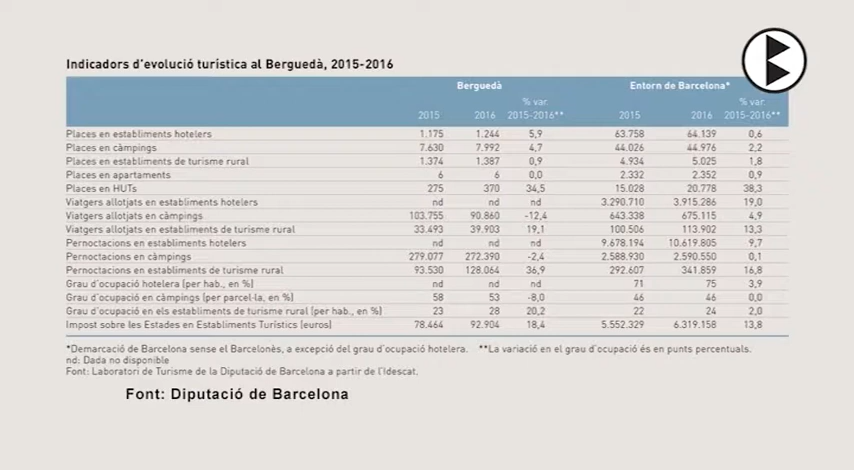 Indicadors d'evolució turística al Berguedà, 2015-2016
Berguedà Entorn de Barcelona*
% var. % var.
2015 2016 2015-2016** 2015 2016 2015-2016**
Places en establiments hotelers 1.175 1.244 5,9 63.758 64.139 0,6
Places en càmpings 7.630 7.992 4,7 44.026 44.976 2,2
Places en establiments de turisme rural 1.374 1.387 0,9 4.934 5.025 1,8
Places en apartaments 6 6 0,0 2.332 2.352 0,9
Places en HUTs 275 370 34,5 15.028 20.778 38,3
Viatgers allotjats en establiments hotelers nd nd nd 3.290.710 3.915.286 19,0
Viatgers allotjats en càmpings 103.755 90.860 -12,4 643.338 675.115 4,9
Viatgers allotjats en establiments de turisme rural 33.493 39.903 19,1 100.506 113.902 13,3
Pernoctacions en establiments hotelers nd nd nd 9.678.194 10.619.805 9,7
Pernoctacions en càmpings 279.077 272.390 -2,4 2.588.930 2.590.550 0,1
Pernoctacions en establiments de turisme rural 93.530 128.064 36,9 292.607 341.859 16,8
Grau d'ocupació hotelera (per hab., en %) nd nd nd 71 75 3,9
Grau d'ocupació en càmpings (per parcel·la, en %) 58 53 -8,0 46 46 0,0
Grau d'ocupació en els establiments de turisme rural (per hab., en %) 23 28 20,2 22 24 2,0
Impost sobre les Estades en Establiments Turístics (euros) 78.464 92.904 18,4 5.552.329 6.319.158 13,8
*Demarcació de Barcelona sense el Barcelonès, a excepció del grau d'ocupació hotelera. **La variació en el grau d'ocupació és en punts percentuals.
nd: Dada no disponible
Font: Laboratori de Turisme de la Diputació de Barcelona a partir de l'Idescat.
Font: Diputació de Barcelona